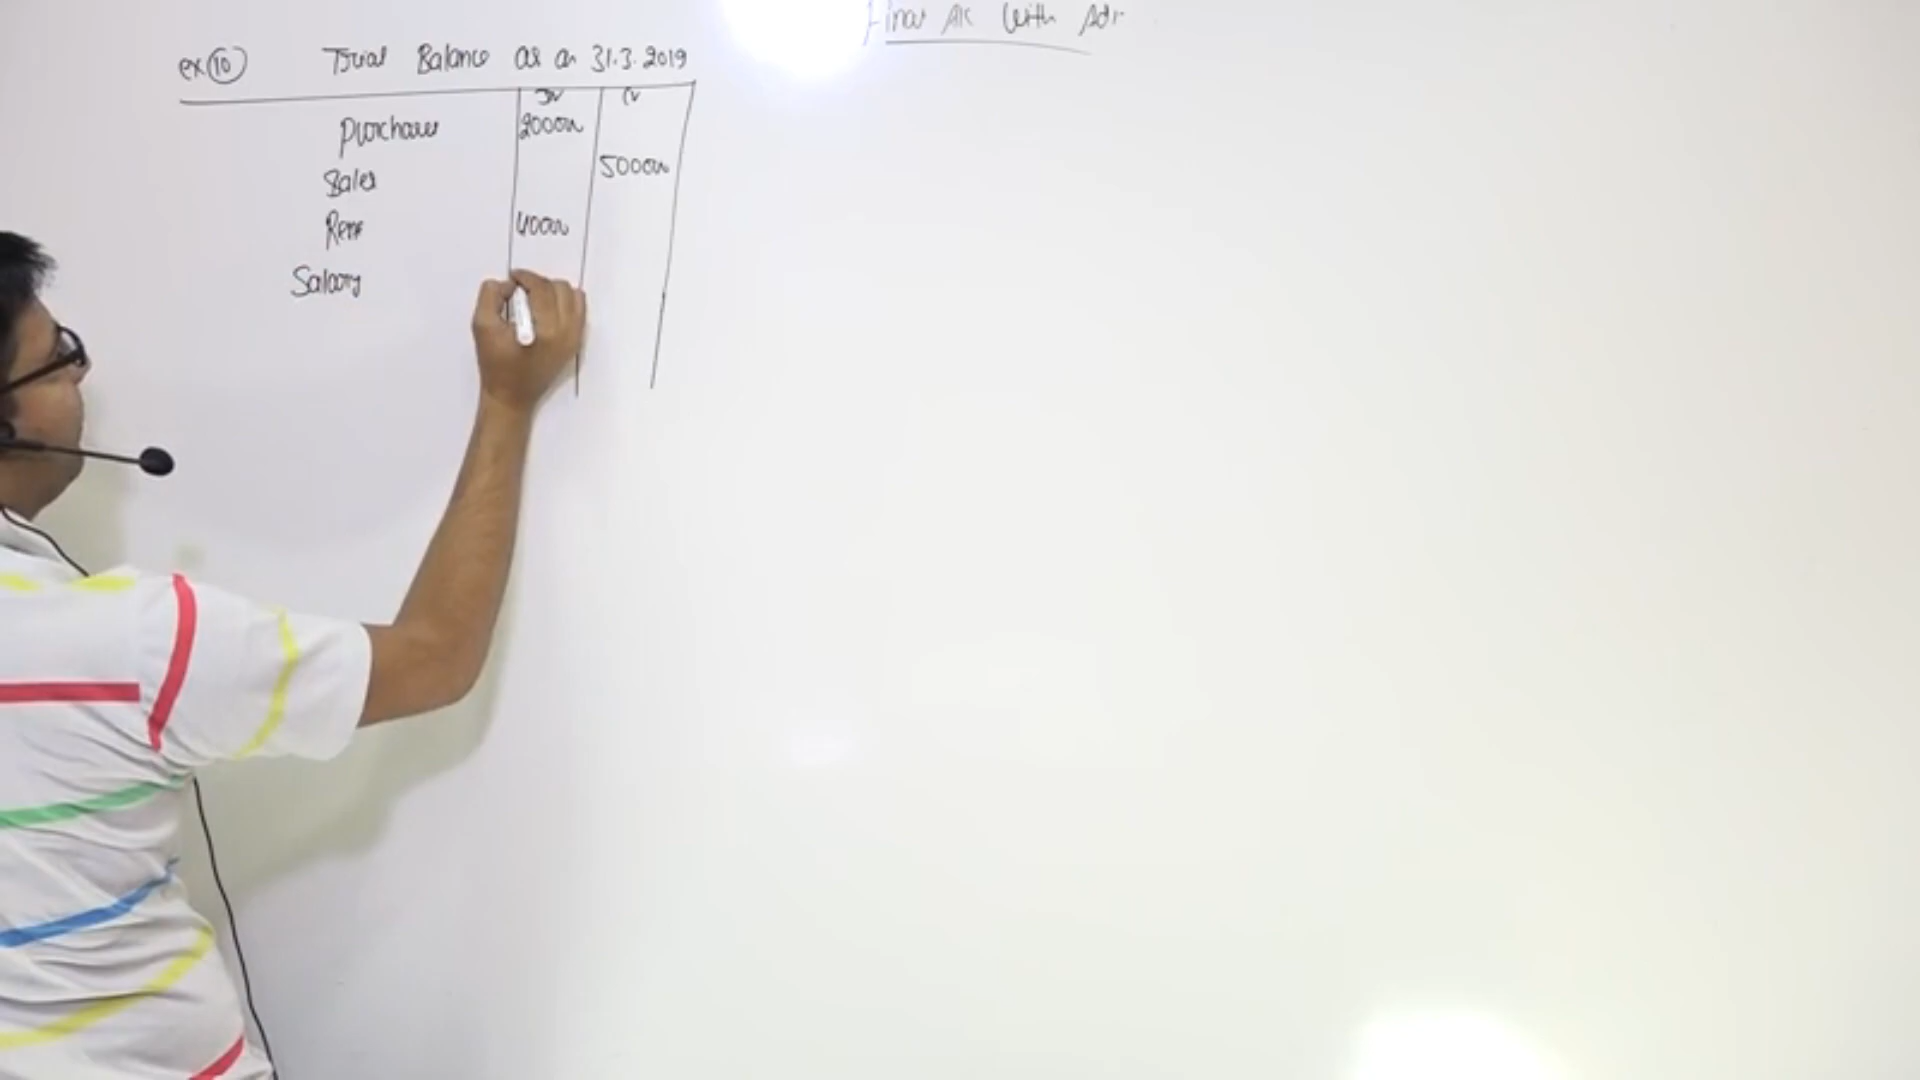 Final A/c with Adj
ex 10 Trial Balance as on 31.3.2019
Dr Cr
Purchases 20000
Sales 50000
Rent 4000
Salary